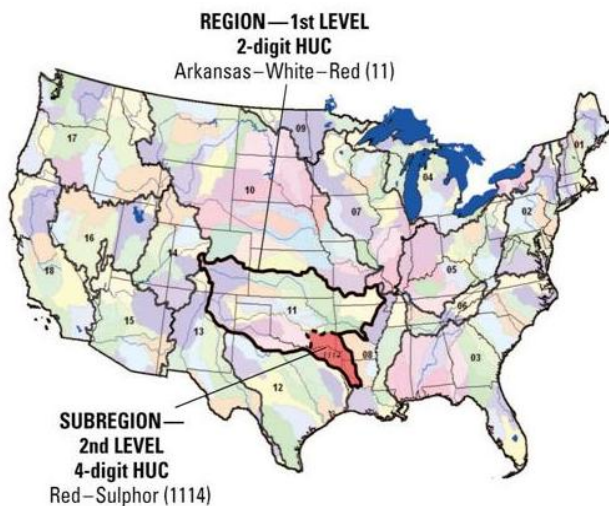 REGION—1st LEVEL
2-digit HUC
Arkansas–White–Red (11)
17
09
01
10
04
07
02
16
14
18
05
11
06
15
13
1114
08
03
12
SUBREGION—
2nd LEVEL
4-digit HUC
Red–Sulphor (1114)